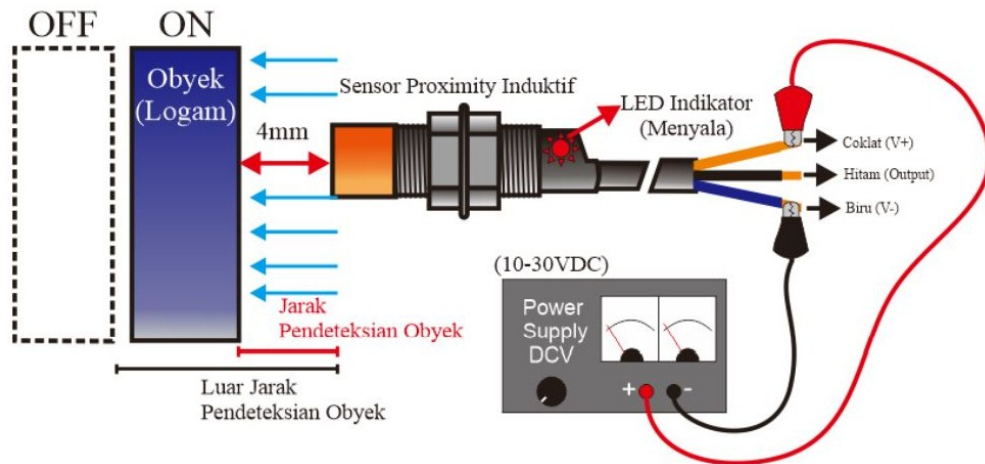 OFF
ON
Obyek
(Logam)
4mm
Sensor Proximity Induktif
LED Indikator
(Menyala)
Coklat (V+)
Hitam (Output)
Biru (V-)
(10-30VDC)
Power
Supply
DCV
+ -
Jarak
Pendeteksian Obyek
Luar Jarak
Pendeteksian Obyek